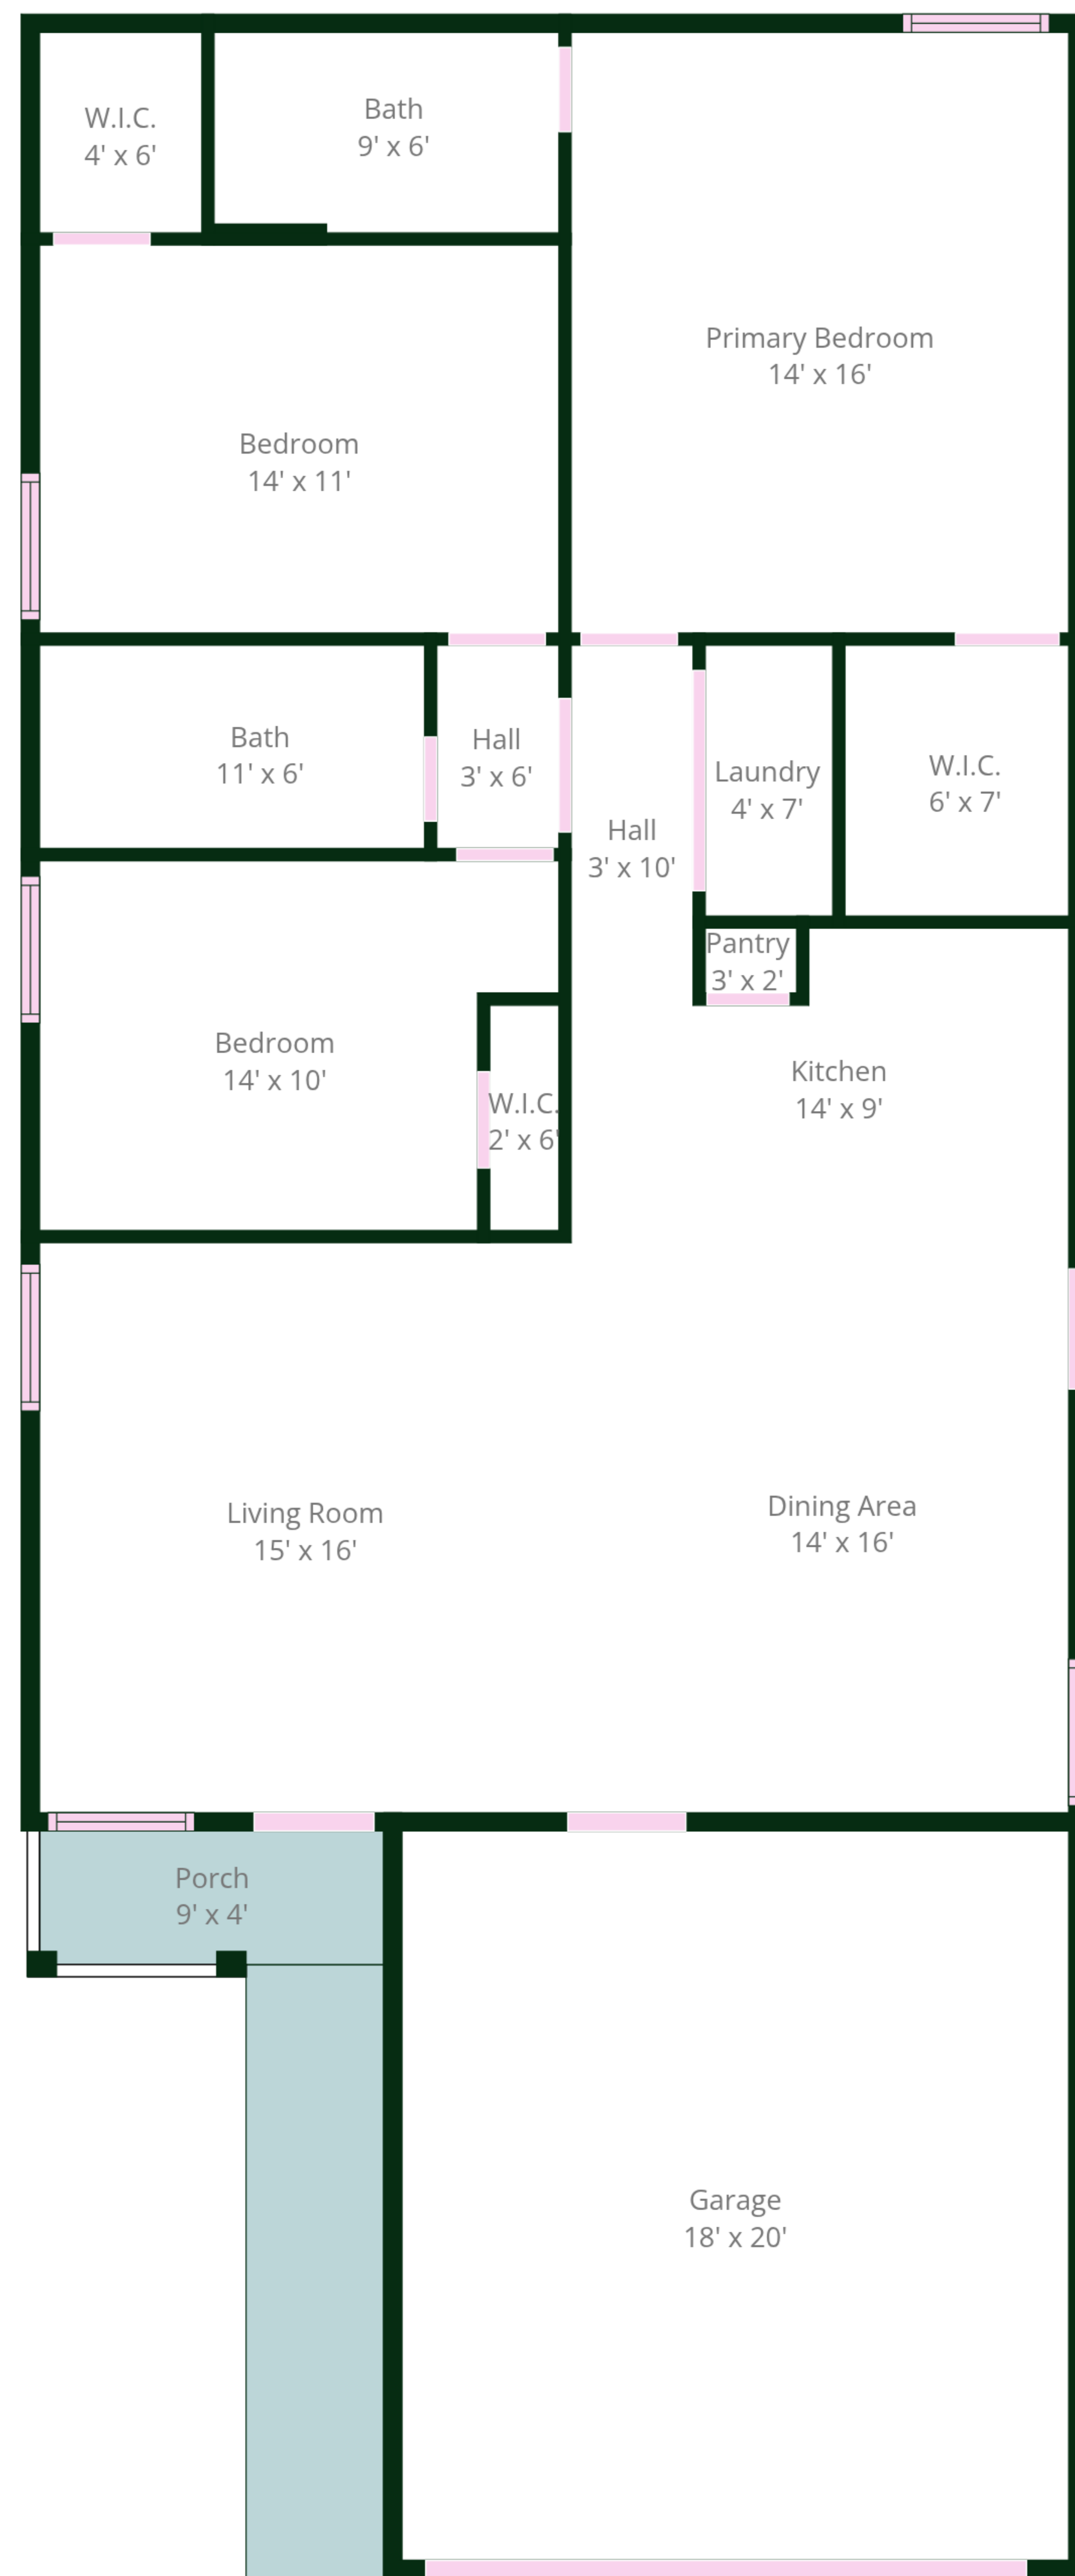 W.I.C.
4' x 6'
Bath
9' x 6'
Primary Bedroom
14' x 16'
Bedroom
14' x 11'
Bath
11' x 6'
Hall
3' x 6'
Hall
3' x 10'
Laundry
4' x 7'
W.I.C.
6' x 7'
Pantry
3' x 2'
Bedroom
14' x 10'
W.I.C.
2' x 6'
Kitchen
14' x 9'
Living Room
15' x 16'
Dining Area
14' x 16'
Porch
9' x 4'
Garage
18' x 20'